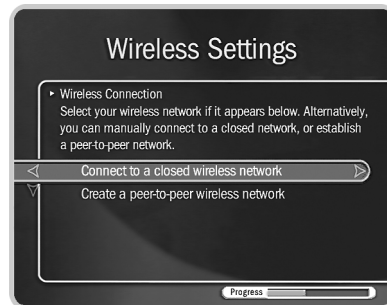 Wireless Settings
Wireless Connection
Select your wireless network if it appears below. Alternatively,
you can manually connect to a closed network, or establish
a peer-to-peer network.
Connect to a closed wireless network
Create a peer-to-peer wireless network
Progress